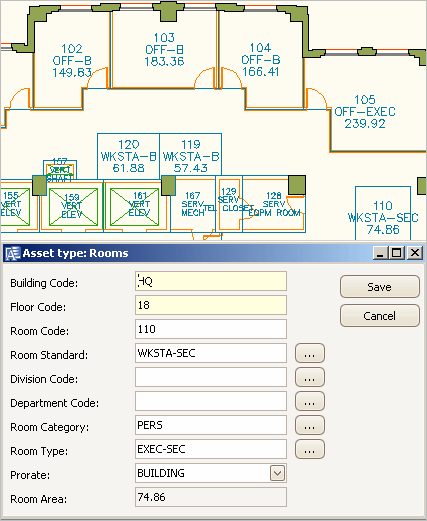 102
OFF-B
149.83
103
OFF-B
183.36
104
OFF-B
166.41
105
OFF-EXEC
239.92
120
WKSTA-B
61.88
119
WKSTA-B
57.43
157
VERT
SHAFT
155
VERT
ELEV
159
VERT
ELEV
161
VERT
ELEV
167
SERV
MECH
129
SERV
TEL CLOSET
128
SERV
EQPM ROOM
110
WKSTA-SEC
74.86
Asset type: Rooms
Building Code: HQ
Save
Floor Code: 18
Cancel
Room Code: 110
Room Standard: WKSTA-SEC ...
Division Code: ...
Department Code: ...
Room Category: PERS ...
Room Type: EXEC-SEC ...
Prorate: BUILDING
Room Area: 74.86